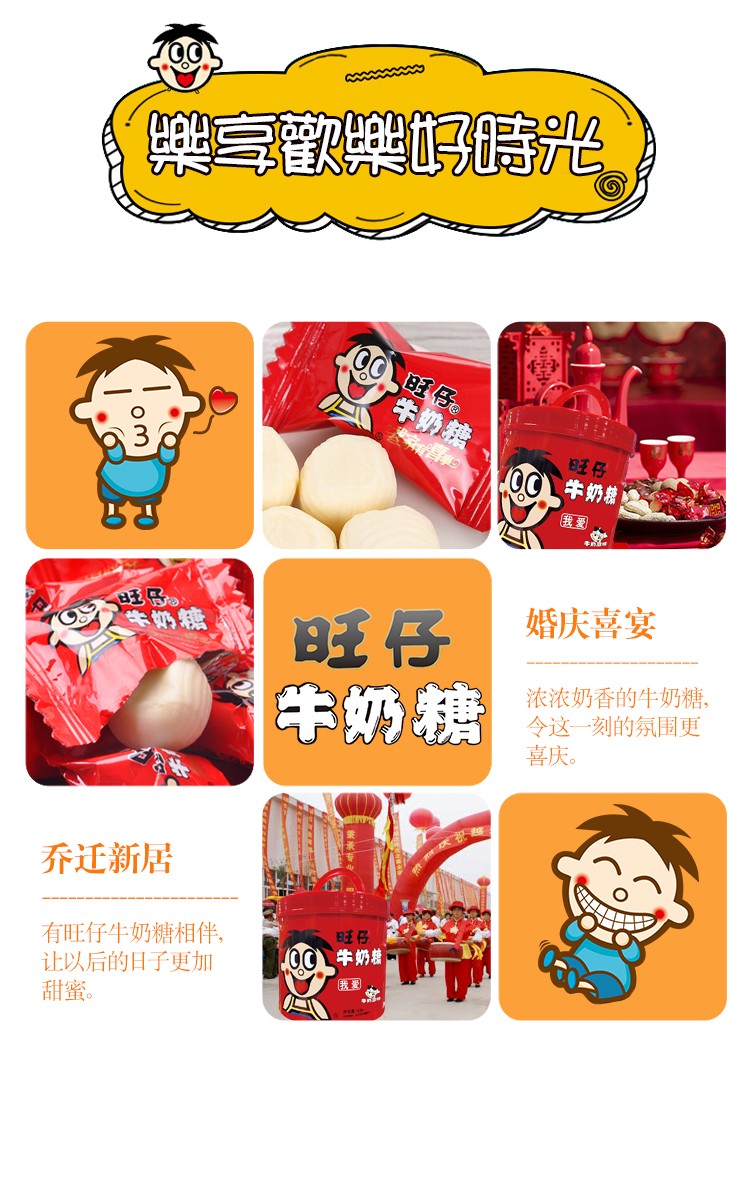 樂享歡樂好時光
旺仔®
牛奶糖
旺仔
牛奶糖
我爱
旺仔®
牛奶糖
旺仔
牛奶糖
婚庆喜宴
浓浓奶香的牛奶糖,
令这一刻的氛围更
喜庆。
乔迁新居
有旺仔牛奶糖相伴,
让以后的日子更加
甜蜜。
旺仔
牛奶糖
我爱